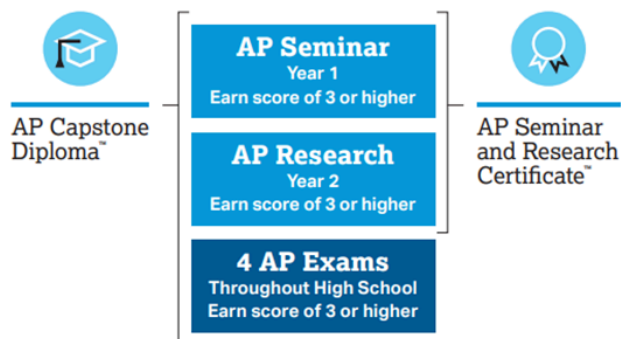 AP Capstone
Diploma™
AP Seminar
Year 1
Earn score of 3 or higher
AP Research
Year 2
Earn score of 3 or higher
4 AP Exams
Throughout High School
Earn score of 3 or higher
AP Seminar
and Research
Certificate™